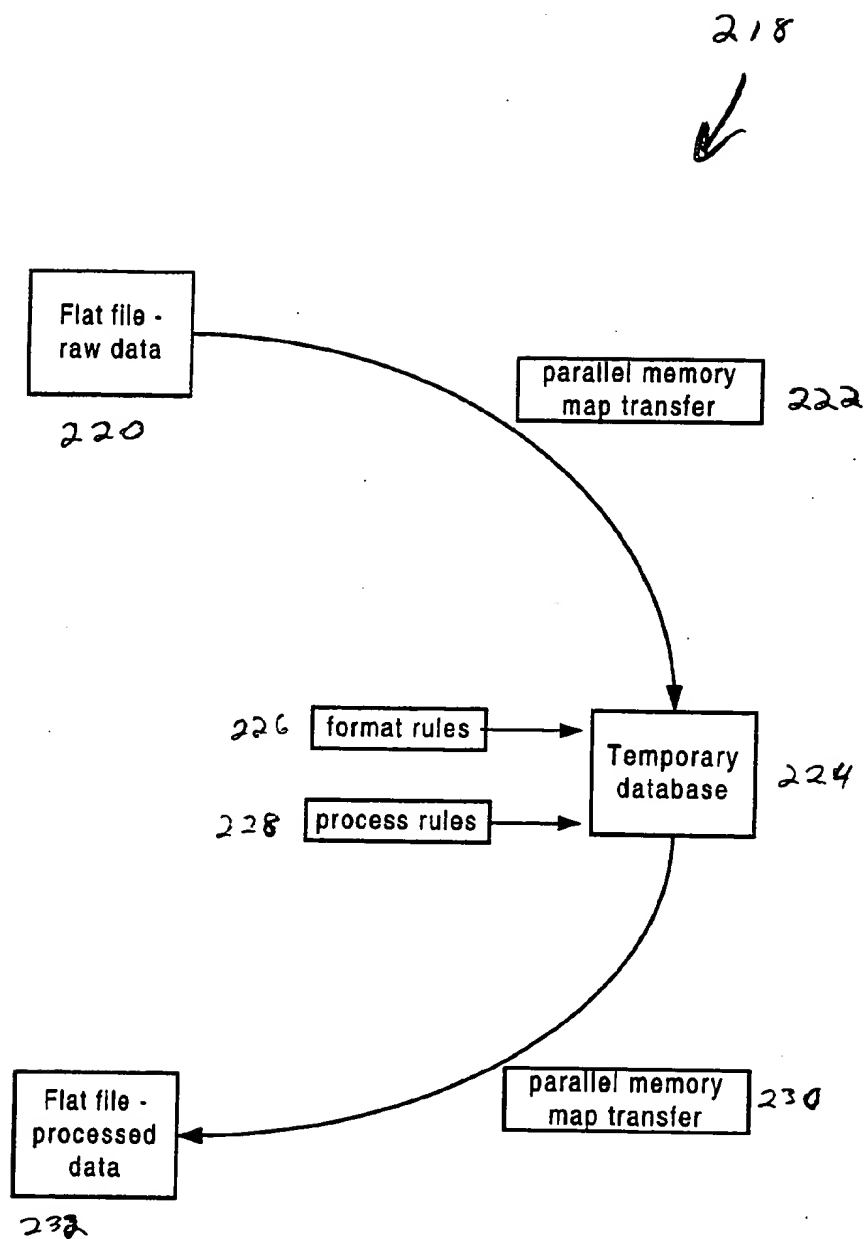 218
Flat file -
raw data
220
parallel memory
map transfer
222
226
format rules
228
process rules
Temporary
database
224
parallel memory
map transfer
230
Flat file -
processed
data
232